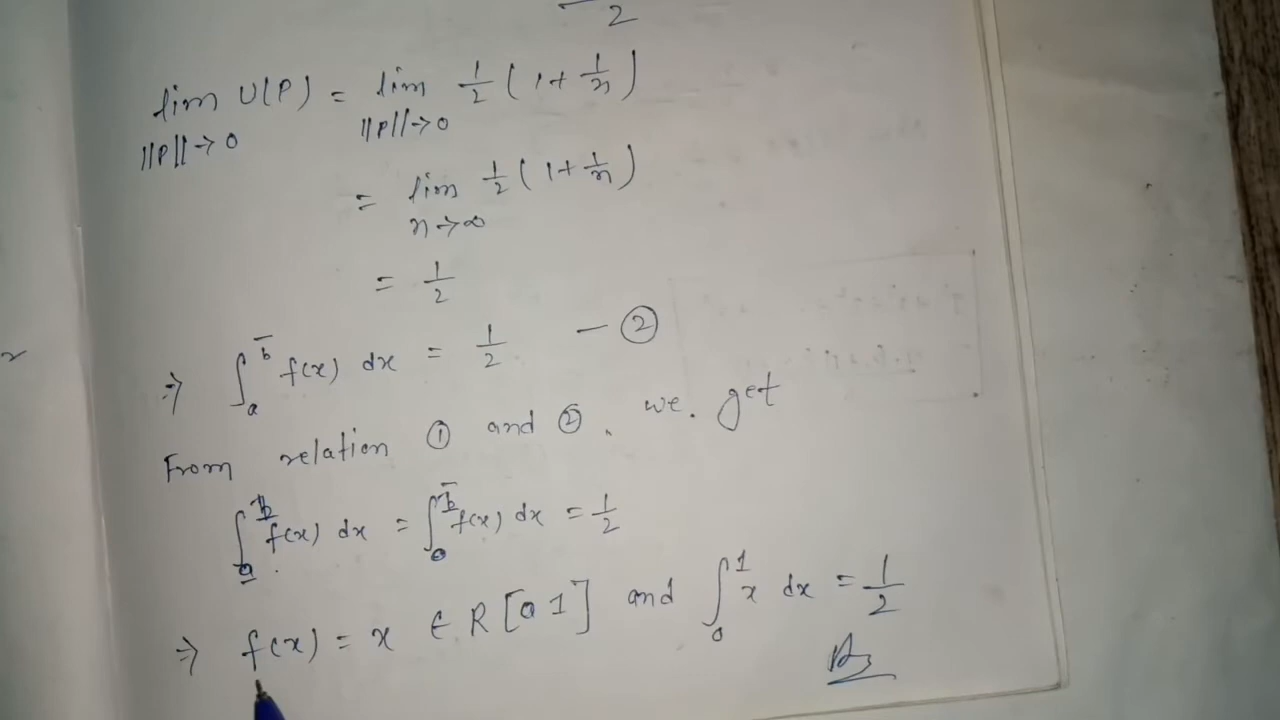 2
lim U(P) = lim 1/2 (1 + 1/n)
||P||→0 ||P||→0
= lim 1/2 (1 + 1/n)
n→∞
= 1/2
⇒ ∫_a^b̅ f(x) dx = 1/2 — ②
From relation ① and ②, we. get
∫_a̲^b f(x) dx = ∫_0^b̅ f(x) dx = 1/2
⇒ f(x) = x ∈ R [0 1] and ∫_0^1 x dx = 1/2